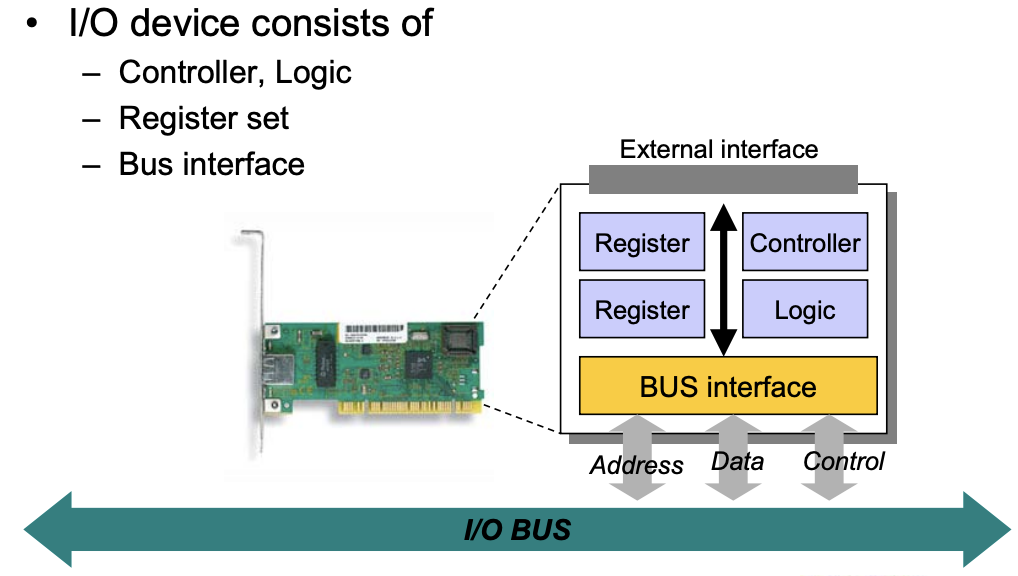 • I/O device consists of
– Controller, Logic
– Register set
– Bus interface
External interface
Register
Controller
Register
Logic
BUS interface
Address
Data
Control
I/O BUS